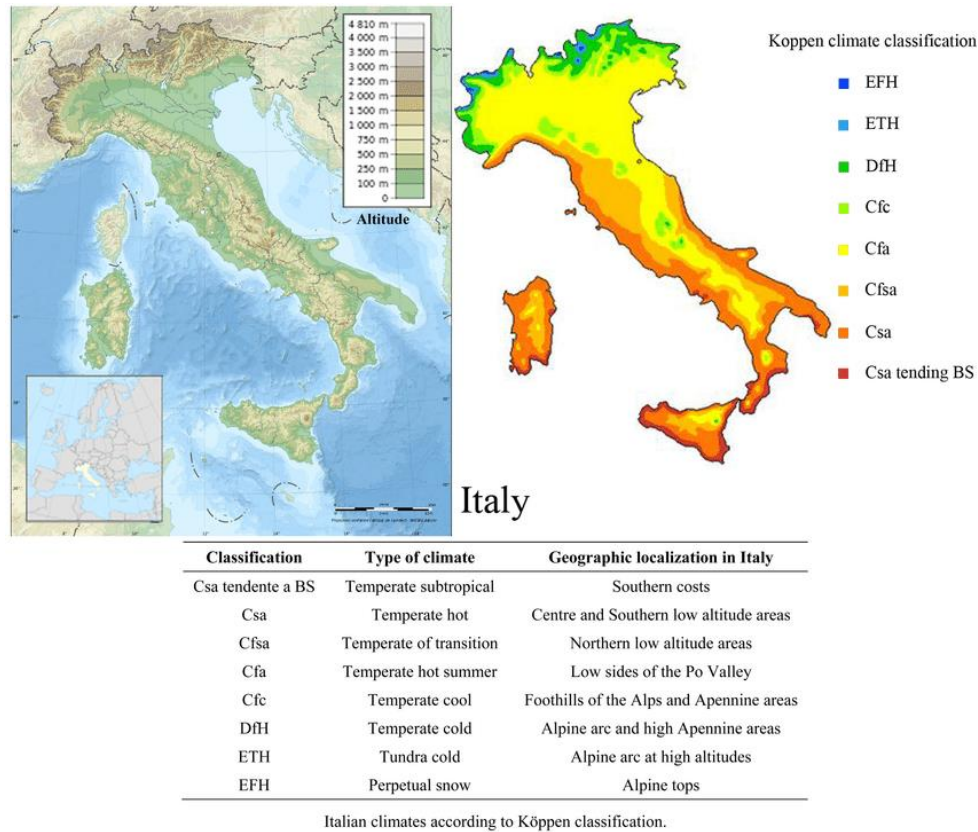 4 810 m
4 000 m
3 500 m
3 000 m
2 500 m
2 000 m
1 500 m
1 000 m
750 m
500 m
250 m
100 m
0
Altitude
Koppen climate classification
EFH
ETH
DfH
Cfc
Cfa
Cfsa
Csa
Csa tending BS
Italy
Classification Type of climate Geographic localization in Italy
Csa tendente a BS Temperate subtropical Southern costs
Csa Temperate hot Centre and Southern low altitude areas
Cfsa Temperate of transition Northern low altitude areas
Cfa Temperate hot summer Low sides of the Po Valley
Cfc Temperate cool Foothills of the Alps and Apennine areas
DfH Temperate cold Alpine arc and high Apennine areas
ETH Tundra cold Alpine arc at high altitudes
EFH Perpetual snow Alpine tops
Italian climates according to Köppen classification.